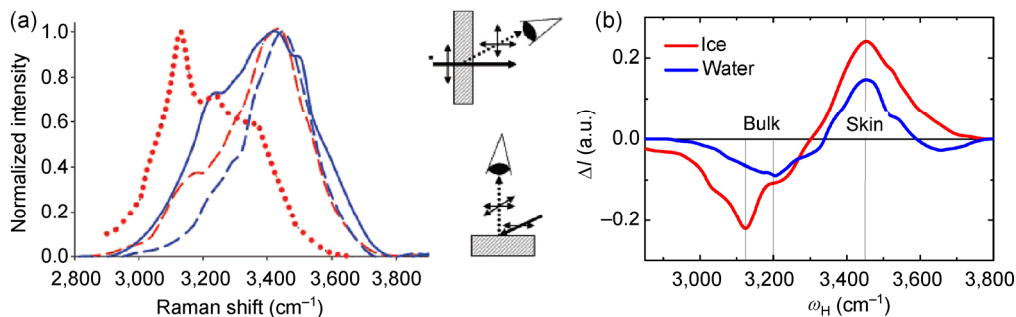 (a)
Normalized intensity
1.0
0.8
0.6
0.4
0.2
0.0
2,800 3,000 3,200 3,400 3,600 3,800
Raman shift (cm⁻¹)
(b)
Ice
Water
Bulk
Skin
ΔI (a.u.)
0.2
0.0
−0.2
3,000 3,200 3,400 3,600 3,800
ωH (cm⁻¹)